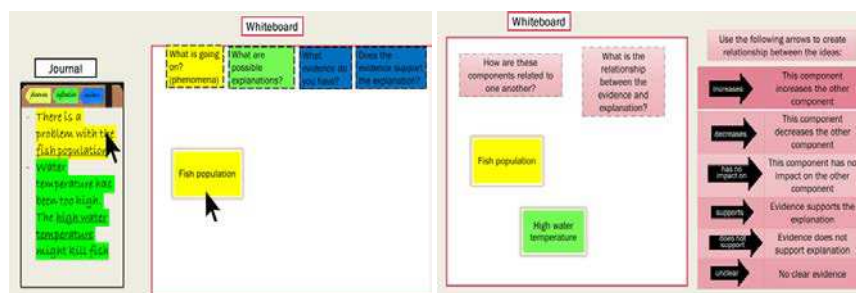 Whiteboard
Journal
There is a
problem with the
fish population
Water
temperature has
been too high.
The high water
temperature
might kill fish
What is going
on?
(phenomena)
What are
possible
explanations?
What
evidence do
you have?
Does the
evidence support
the explanation?
Fish population
Whiteboard
How are these
components related to
one another?
What is the
relationship
between the
evidence and
explanation?
Fish population
High water
temperature
Use the following arrows to create
relationship between the ideas:
increases
This component
increases the other
component
decreases
This component
decreases the other
component
has no
impact on
This component has no
impact on the other
component
supports
Evidence supports the
explanation
does not
support
Evidence does not
support explanation
unclear
No clear evidence